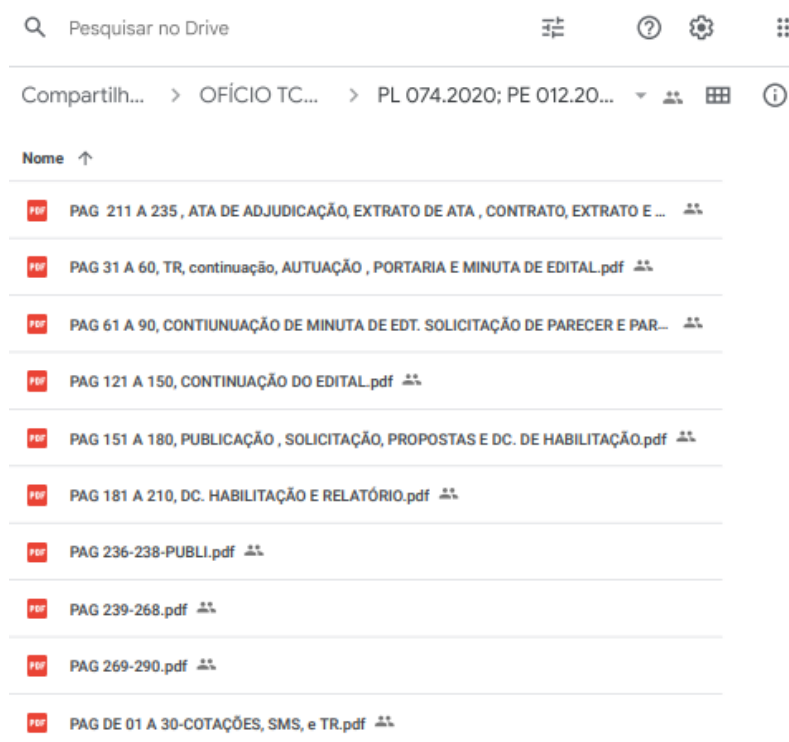 Pesquisar no Drive
Compartilh... > OFÍCIO TC... > PL 074.2020; PE 012.20...
Nome ↑
PDF PAG 211 A 235 , ATA DE ADJUDICAÇÃO, EXTRATO DE ATA , CONTRATO, EXTRATO E ...
PDF PAG 31 A 60, TR, continuação, AUTUAÇÃO , PORTARIA E MINUTA DE EDITAL.pdf
PDF PAG 61 A 90, CONTIUNUAÇÃO DE MINUTA DE EDT. SOLICITAÇÃO DE PARECER E PAR...
PDF PAG 121 A 150, CONTINUAÇÃO DO EDITAL.pdf
PDF PAG 151 A 180, PUBLICAÇÃO , SOLICITAÇÃO, PROPOSTAS E DC. DE HABILITAÇÃO.pdf
PDF PAG 181 A 210, DC. HABILITAÇÃO E RELATÓRIO.pdf
PDF PAG 236-238-PUBLI.pdf
PDF PAG 239-268.pdf
PDF PAG 269-290.pdf
PDF PAG DE 01 A 30-COTAÇÕES, SMS, e TR.pdf